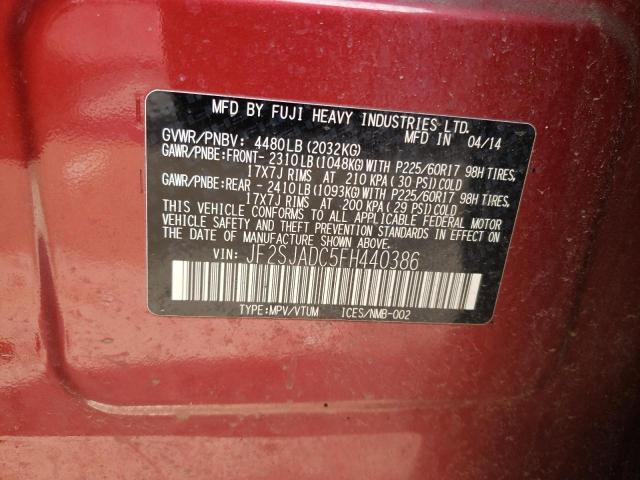 MFD BY FUJI HEAVY INDUSTRIES-LTD.
MFD IN 04/14
GVWR/PNBV: 4480LB (2032KG)
GAWR/PNBE:FRONT- 2310LB(1048KG)WITH P225/60R17 98H TIRES,
17X7J RIMS AT 210 KPA(30 PSI)COLD
GAWR/PNBE:REAR - 2410LB(1093KG)WITH P225/60R17 98H TIRES,
17X7J RIMS AT 200 KPA(29 PSI)COLD
THIS VEHICLE CONFORMS TO ALL APPLICABLE FEDERAL MOTOR
VEHICLE SAFETY AND THEFT PREVENTION STANDARDS IN EFFECT ON
THE DATE OF MANUFACTURE SHOWN ABOVE.
VIN: JF2SJADC5FH440386
TYPE:MPV/VTUM ICES/NMB-002